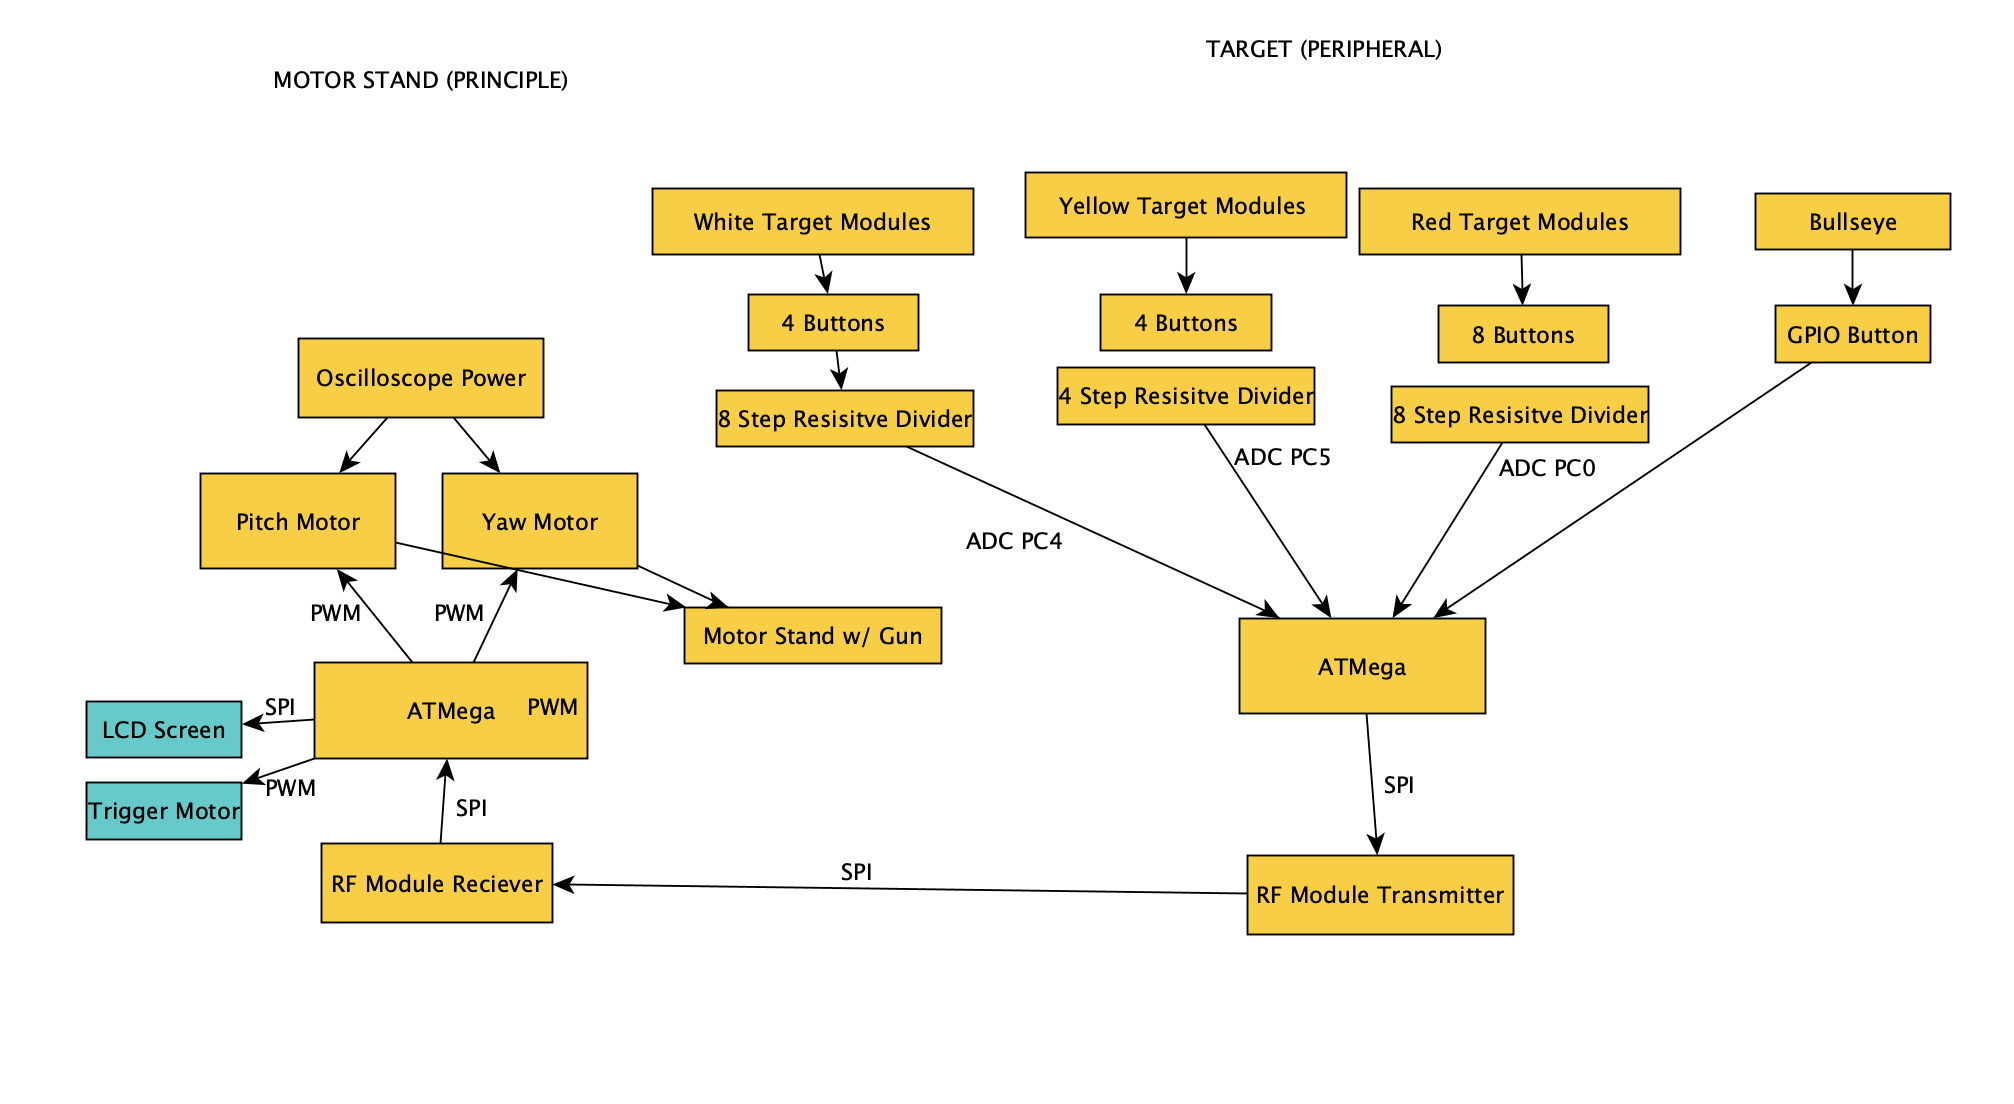 TARGET (PERIPHERAL)
MOTOR STAND (PRINCIPLE)
White Target Modules
Yellow Target Modules
Red Target Modules
Bullseye
4 Buttons
4 Buttons
8 Buttons
GPIO Button
Oscilloscope Power
8 Step Resisitve Divider
4 Step Resisitve Divider
8 Step Resisitve Divider
ADC PC5
ADC PC0
Pitch Motor
Yaw Motor
ADC PC4
PWM
PWM
Motor Stand w/ Gun
ATMega
SPI
ATMega
PWM
LCD Screen
PWM
Trigger Motor
SPI
SPI
SPI
RF Module Reciever
RF Module Transmitter